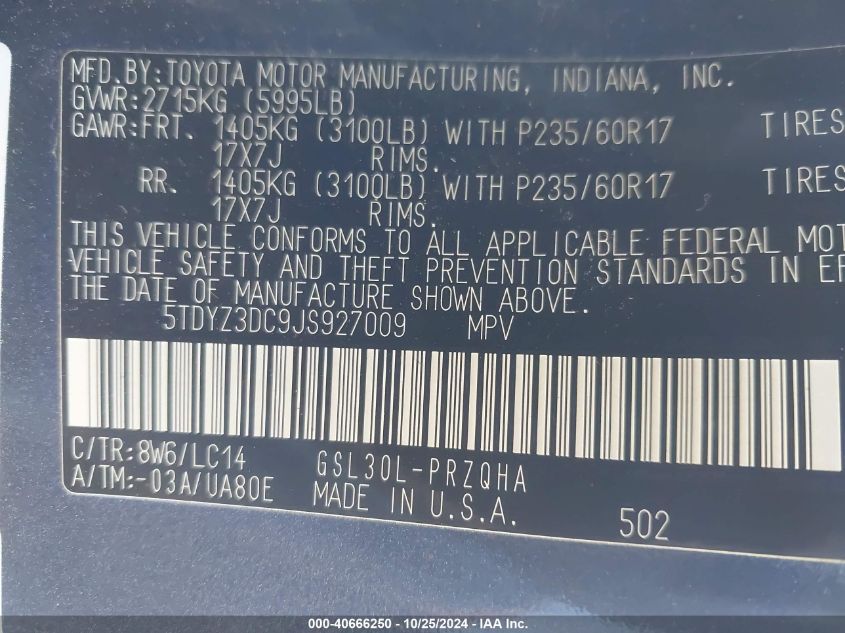 MFD.BY:TOYOTA MOTOR MANUFACTURING, INDIANA, INC.
GVWR:2715KG (5995LB)
GAWR:FRT. 1405KG (3100LB) WITH P235/60R17 TIRES
17X7J RIMS.
RR. 1405KG (3100LB) WITH P235/60R17 TIRES
17X7J RIMS.
THIS VEHICLE CONFORMS TO ALL APPLICABLE FEDERAL MOT
VEHICLE SAFETY AND THEFT PREVENTION STANDARDS IN EF
THE DATE OF MANUFACTURE SHOWN ABOVE.
5TDYZ3DC9JS927009 MPV
C/TR:8W6/LC14 GSL30L-PRZQHA
A/TM:-03A/UA80E MADE IN U.S.A. 502
000-40666250 - 10/25/2024 - IAA Inc.